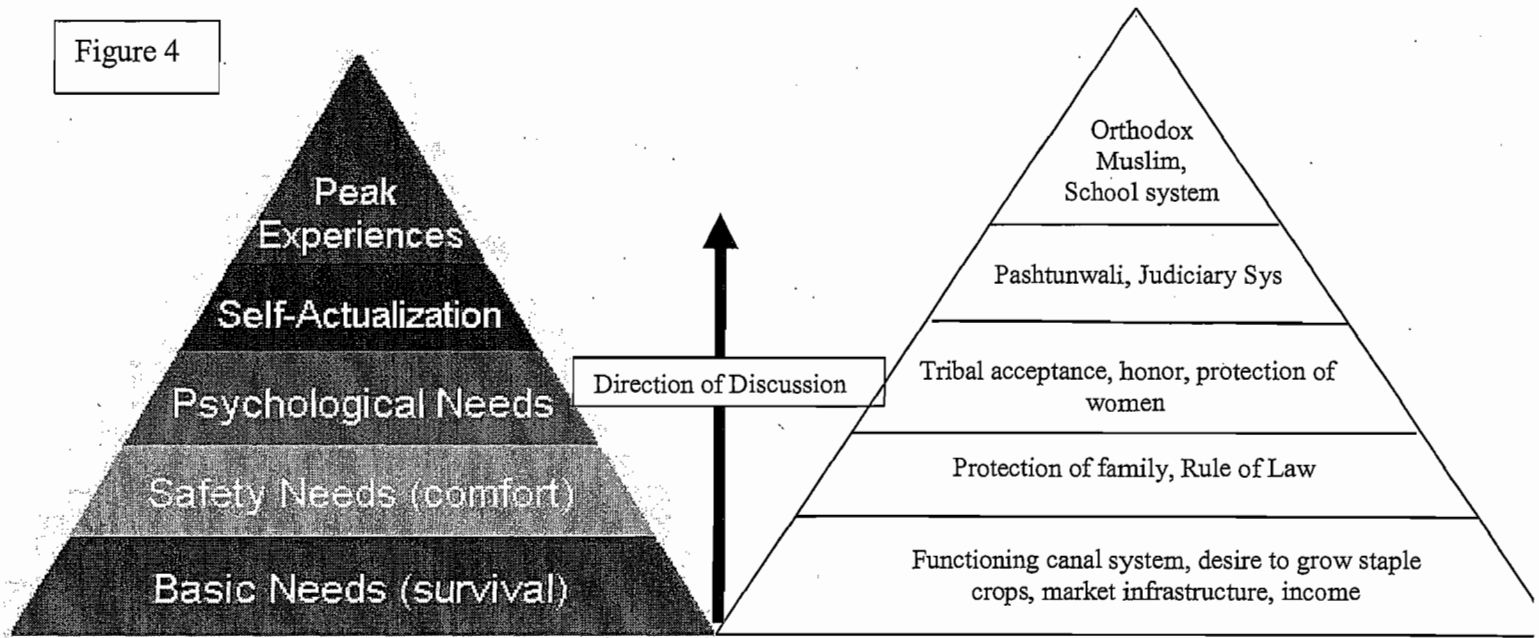 Figure 4
Peak
Experiences
Self-Actualization
Psychological Needs
Safety Needs (comfort)
Basic Needs (survival)
Direction of Discussion
Orthodox
Muslim,
School system
Pashtunwali, Judiciary Sys
Tribal acceptance, honor, protection of
women
Protection of family, Rule of Law
Functioning canal system, desire to grow staple
crops, market infrastructure, income